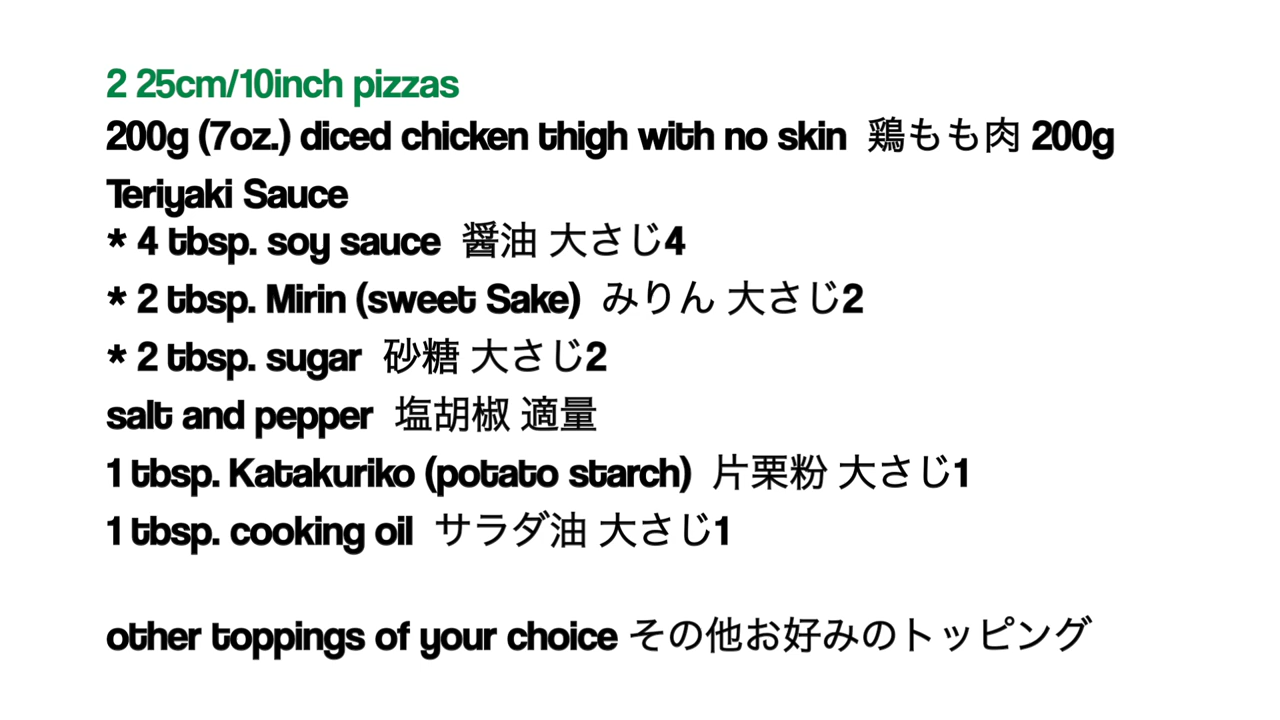 2 25cm/10inch pizzas
200g (7oz.) diced chicken thigh with no skin 鶏もも肉 200g
Teriyaki Sauce
* 4 tbsp. soy sauce 醤油 大さじ4
* 2 tbsp. Mirin (sweet Sake) みりん 大さじ2
* 2 tbsp. sugar 砂糖 大さじ2
salt and pepper 塩胡椒 適量
1 tbsp. Katakuriko (potato starch) 片栗粉 大さじ1
1 tbsp. cooking oil サラダ油 大さじ1
other toppings of your choice その他お好みのトッピング